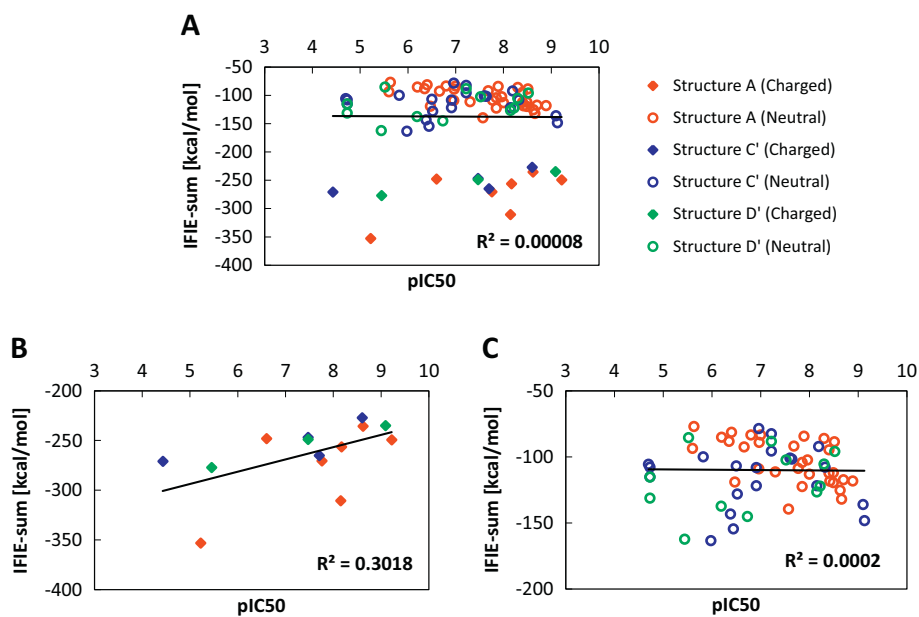 A
3 4 5 6 7 8 9 10
-50
-100
-150
-200
-250
-300
-350
-400
IFIE-sum [kcal/mol]
R² = 0.00008
pIC50
Structure A (Charged)
Structure A (Neutral)
Structure C' (Charged)
Structure C' (Neutral)
Structure D' (Charged)
Structure D' (Neutral)
B
3 4 5 6 7 8 9 10
-200
-250
-300
-350
-400
IFIE-sum [kcal/mol]
R² = 0.3018
pIC50
C
3 4 5 6 7 8 9 10
-50
-100
-150
-200
IFIE-sum [kcal/mol]
R² = 0.0002
pIC50